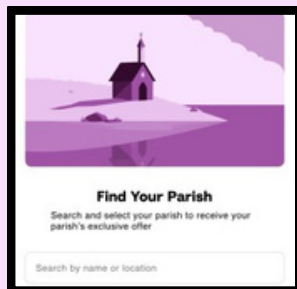 Find Your Parish
Search and select your parish to receive your
parish's exclusive offer
Search by name or location